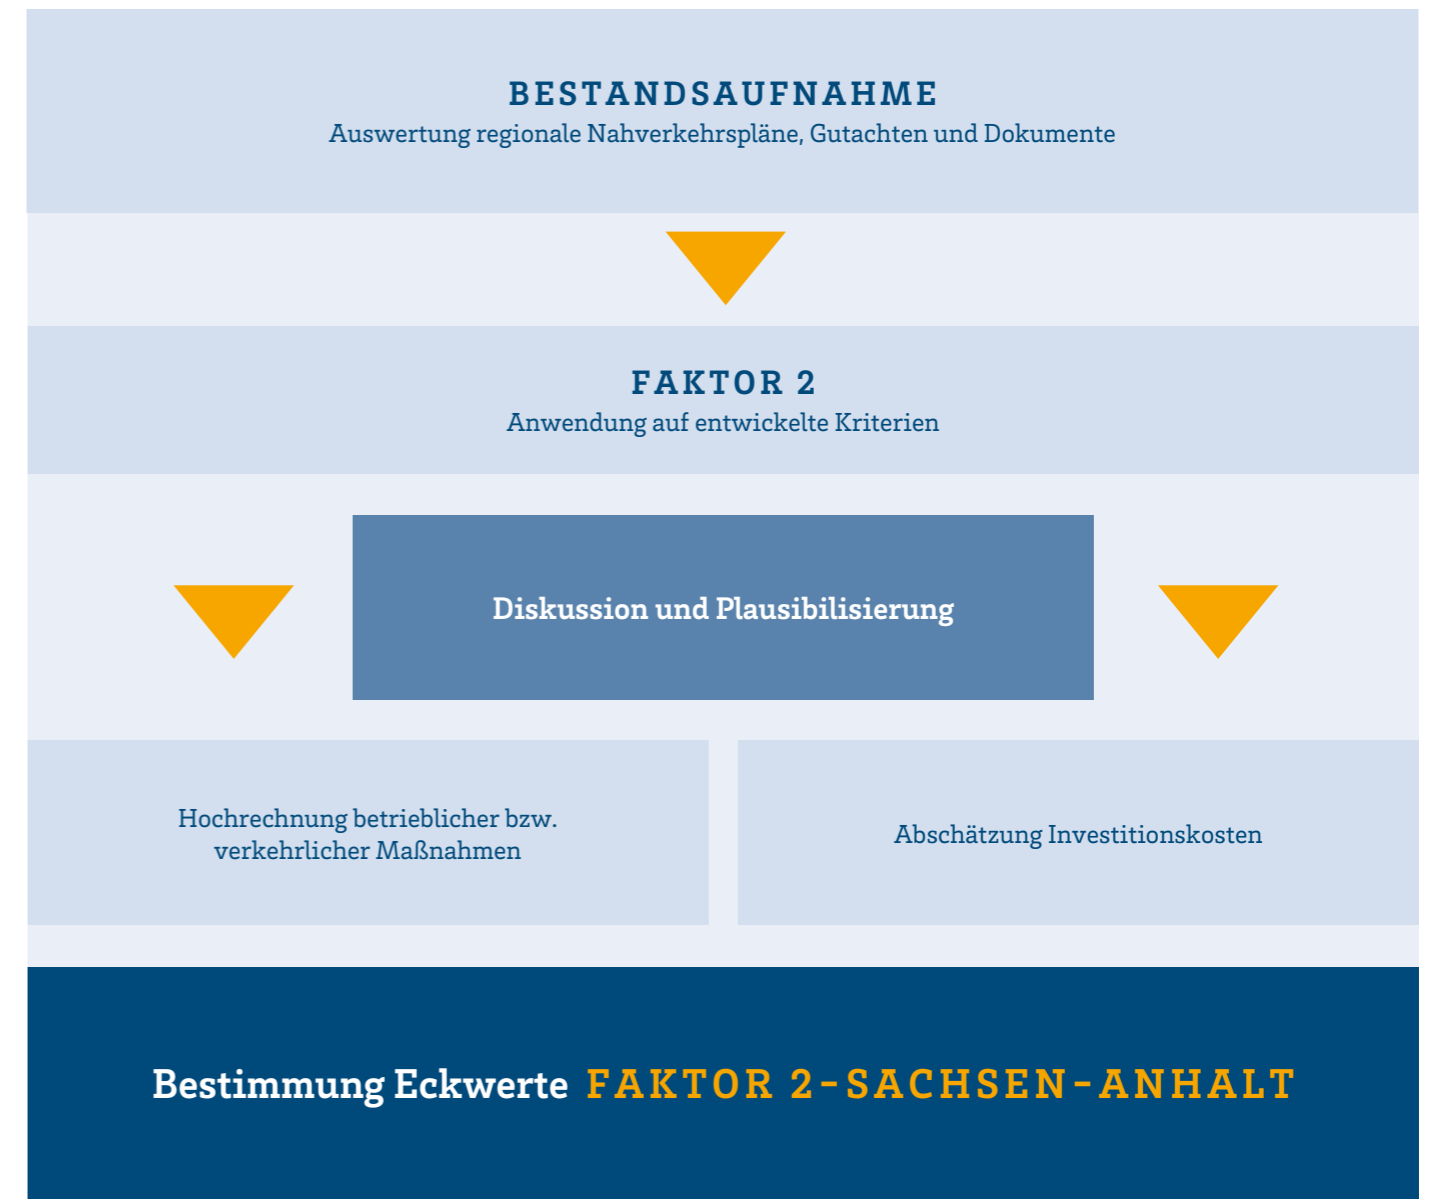 BESTANDSAUFNAHME
Auswertung regionale Nahverkehrspläne, Gutachten und Dokumente
FAKTOR 2
Anwendung auf entwickelte Kriterien
Diskussion und Plausibilisierung
Hochrechnung betrieblicher bzw.
verkehrlicher Maßnahmen
Abschätzung Investitionskosten
Bestimmung Eckwerte FAKTOR 2-SACHSEN-ANHALT